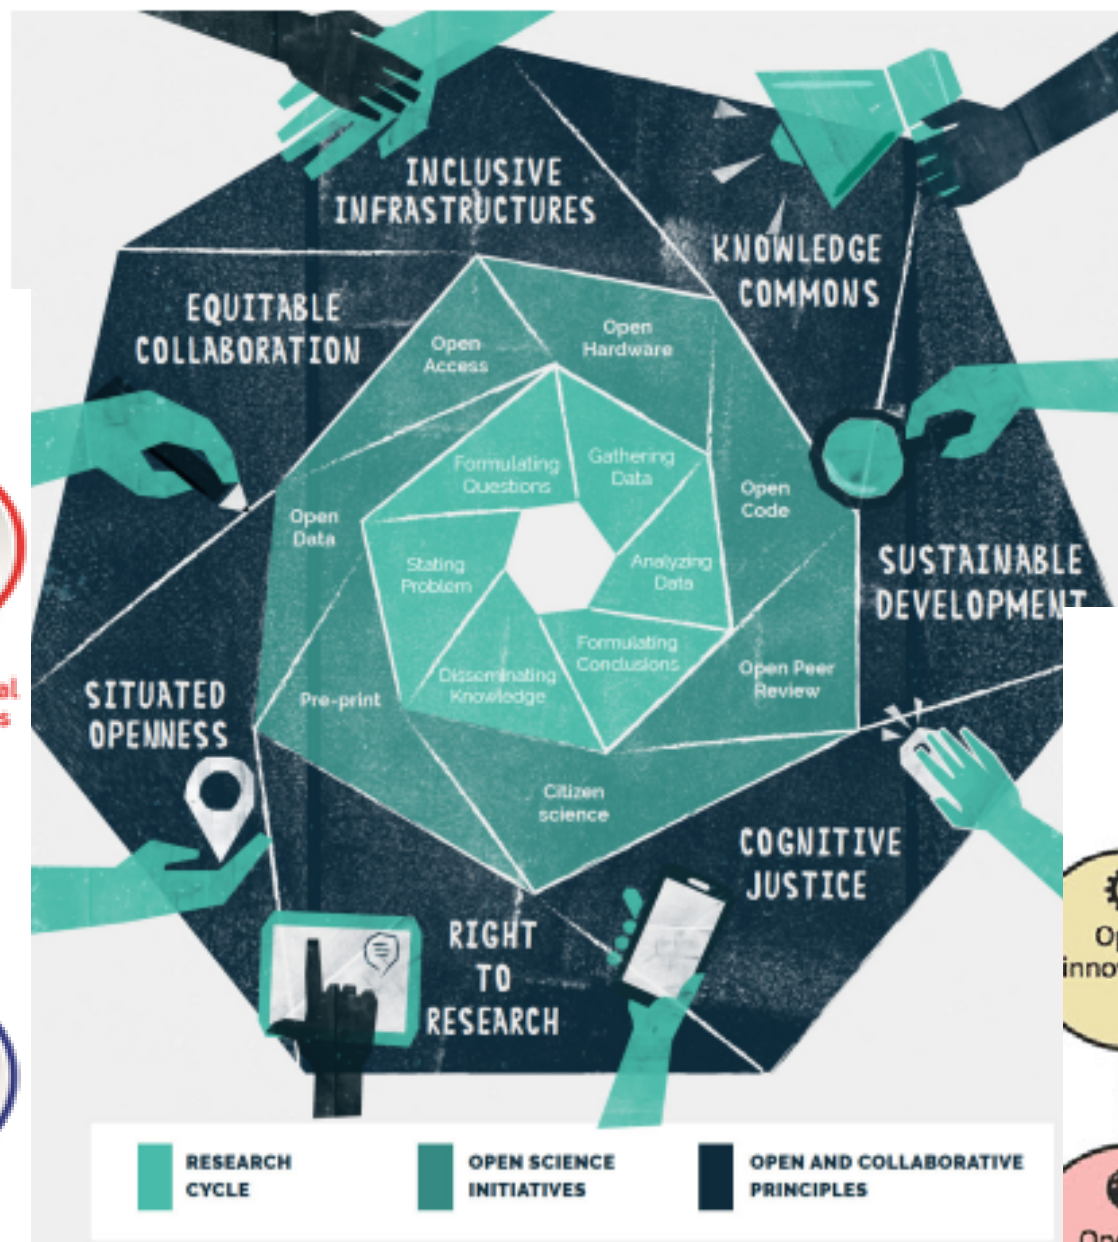 INCLUSIVE
INFRASTRUCTURES
KNOWLEDGE
COMMONS
EQUITABLE
COLLABORATION
Open
Access
Open
Hardware
Formulating
Questions
Gathering
Data
Open
Code
Open
Data
Stating
Problem
Analyzing
Data
SUSTAINABLE
DEVELOPMENT
Formulating
Conclusions
Disseminating
Knowledge
Open Peer
Review
Pre-print
SITUATED
OPENNESS
Citizen
science
COGNITIVE
JUSTICE
RIGHT
TO
RESEARCH
RESEARCH
CYCLE
OPEN SCIENCE
INITIATIVES
OPEN AND COLLABORATIVE
PRINCIPLES